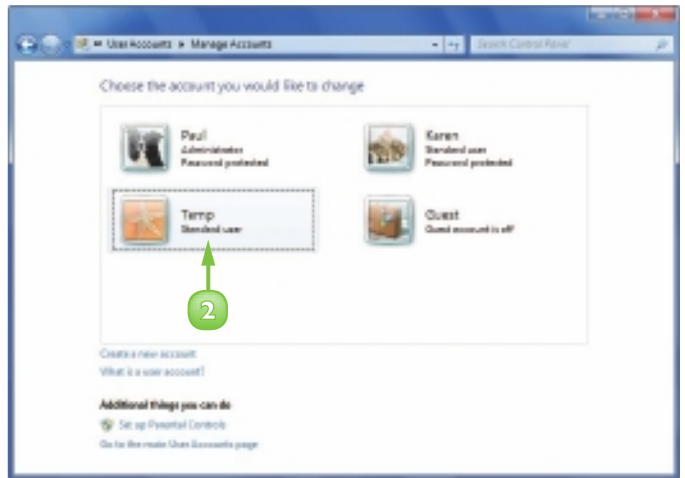 User Accounts ▸ Manage Accounts
Search Control Panel
Choose the account you would like to change
Paul
Administrator
Password protected
Karen
Standard user
Password protected
Temp
Standard user
Guest
Guest account is off
2
Create a new account
What is a user account?
Additional things you can do
Set up Parental Controls
Go to the main User Accounts page